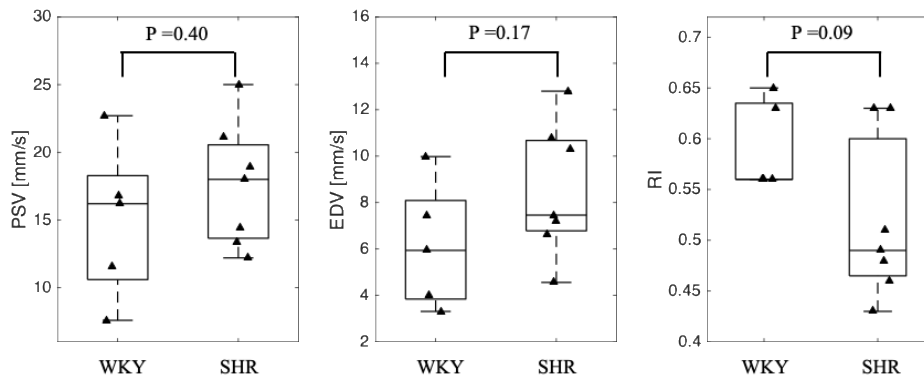 P =0.40
PSV [mm/s]
30
25
20
15
10
WKY SHR
P =0.17
EDV [mm/s]
16
14
12
10
8
6
4
2
WKY SHR
P =0.09
RI
0.7
0.65
0.6
0.55
0.5
0.45
0.4
WKY SHR